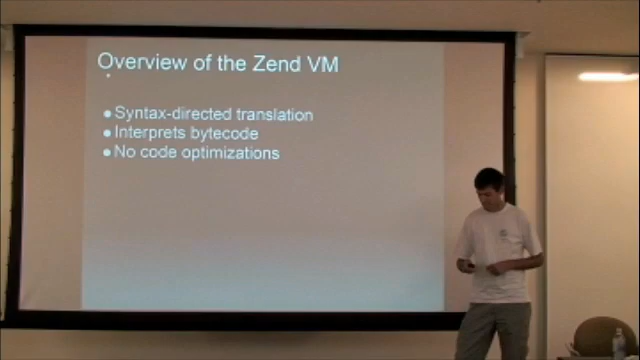 Overview of the Zend VM
● Syntax-directed translation
● Interprets bytecode
● No code optimizations